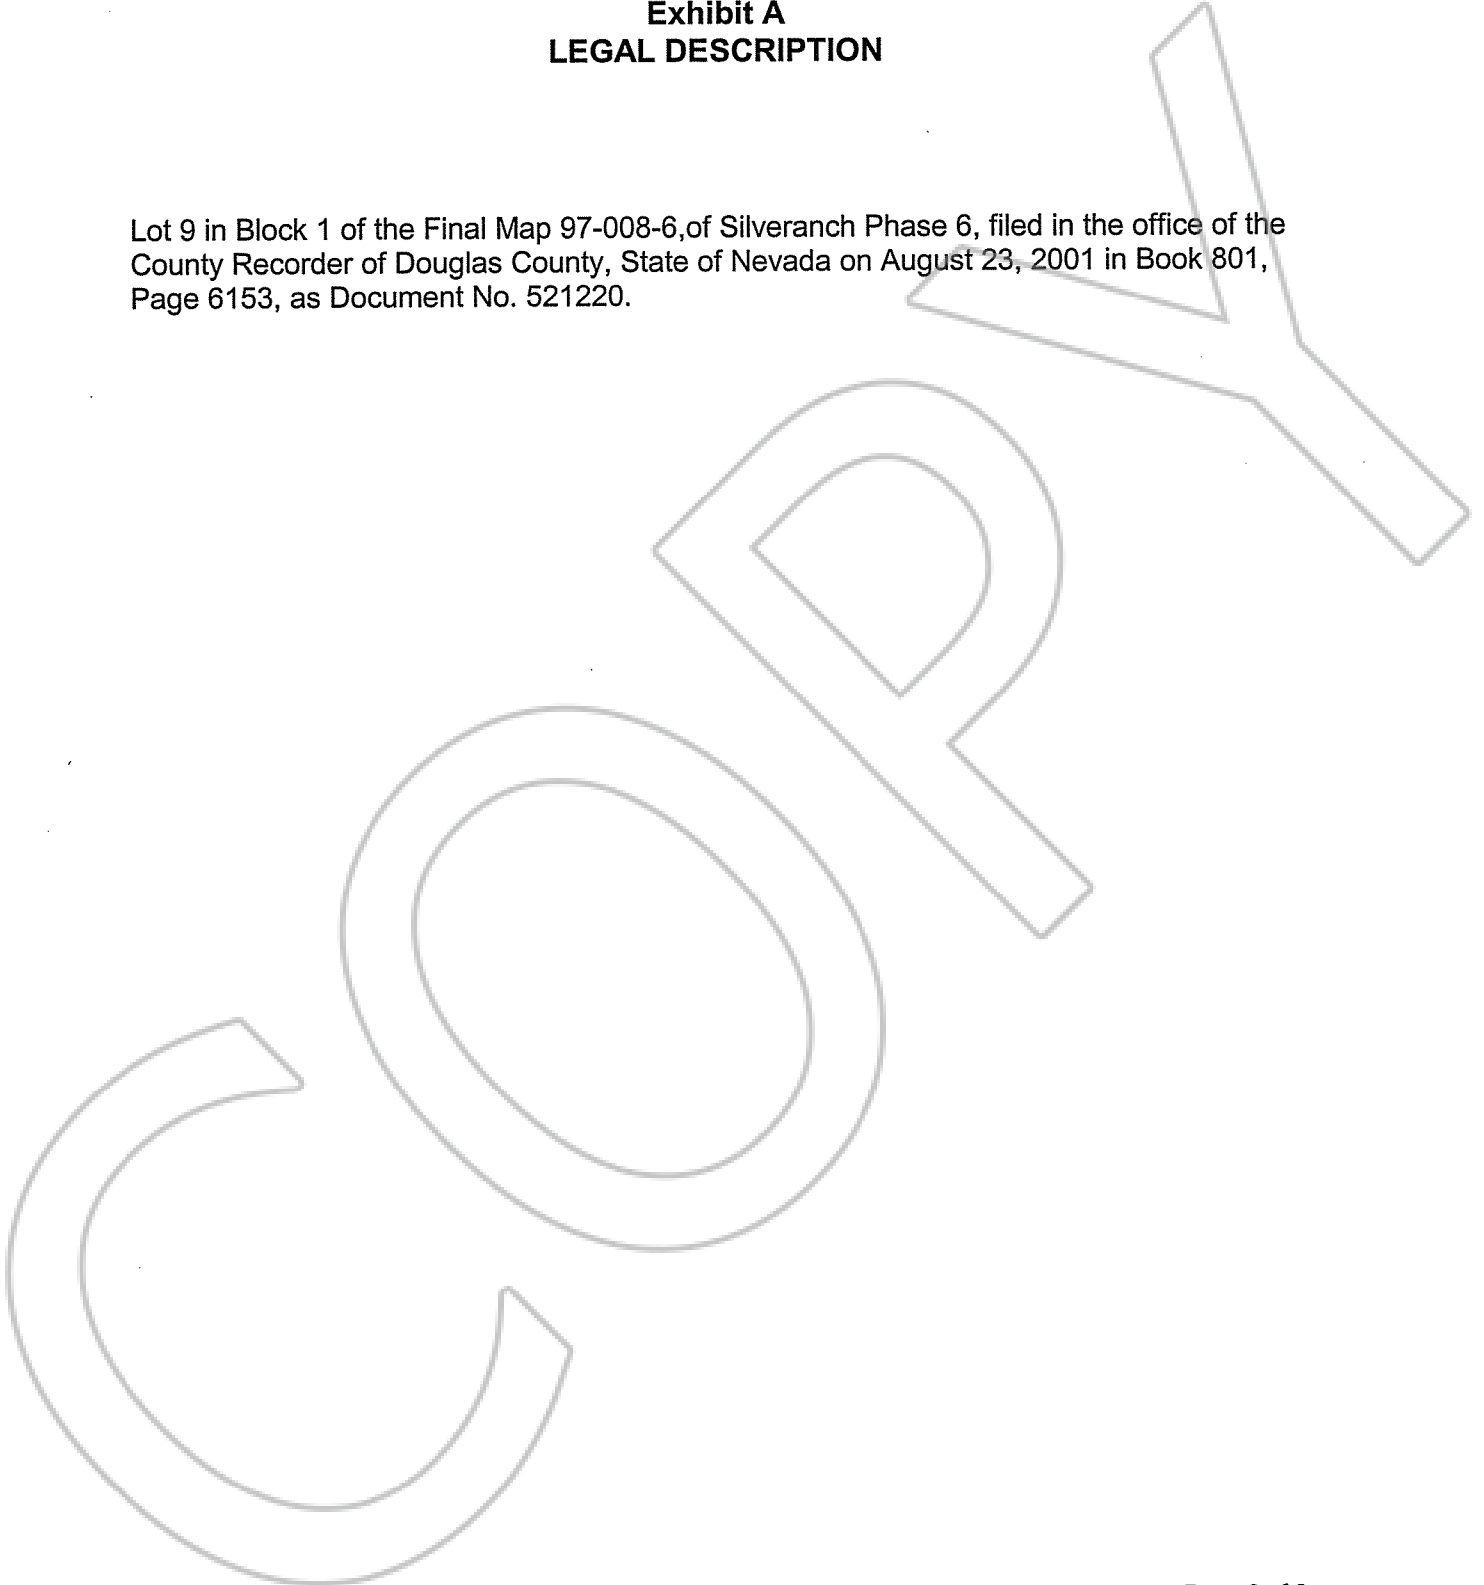 Exhibit A
LEGAL DESCRIPTION
Lot 9 in Block 1 of the Final Map 97-008-6,of Silveranch Phase 6, filed in the office of the
County Recorder of Douglas County, State of Nevada on August 23, 2001 in Book 801,
Page 6153, as Document No. 521220.
COPY